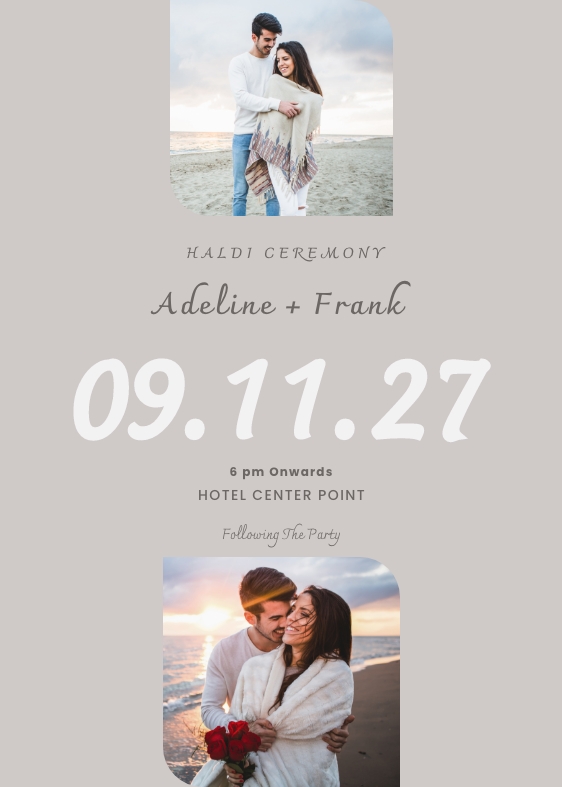 HALDI CEREMONY
Adeline + Frank
09.11.27
6 pm Onwards
HOTEL CENTER POINT
Following The Party